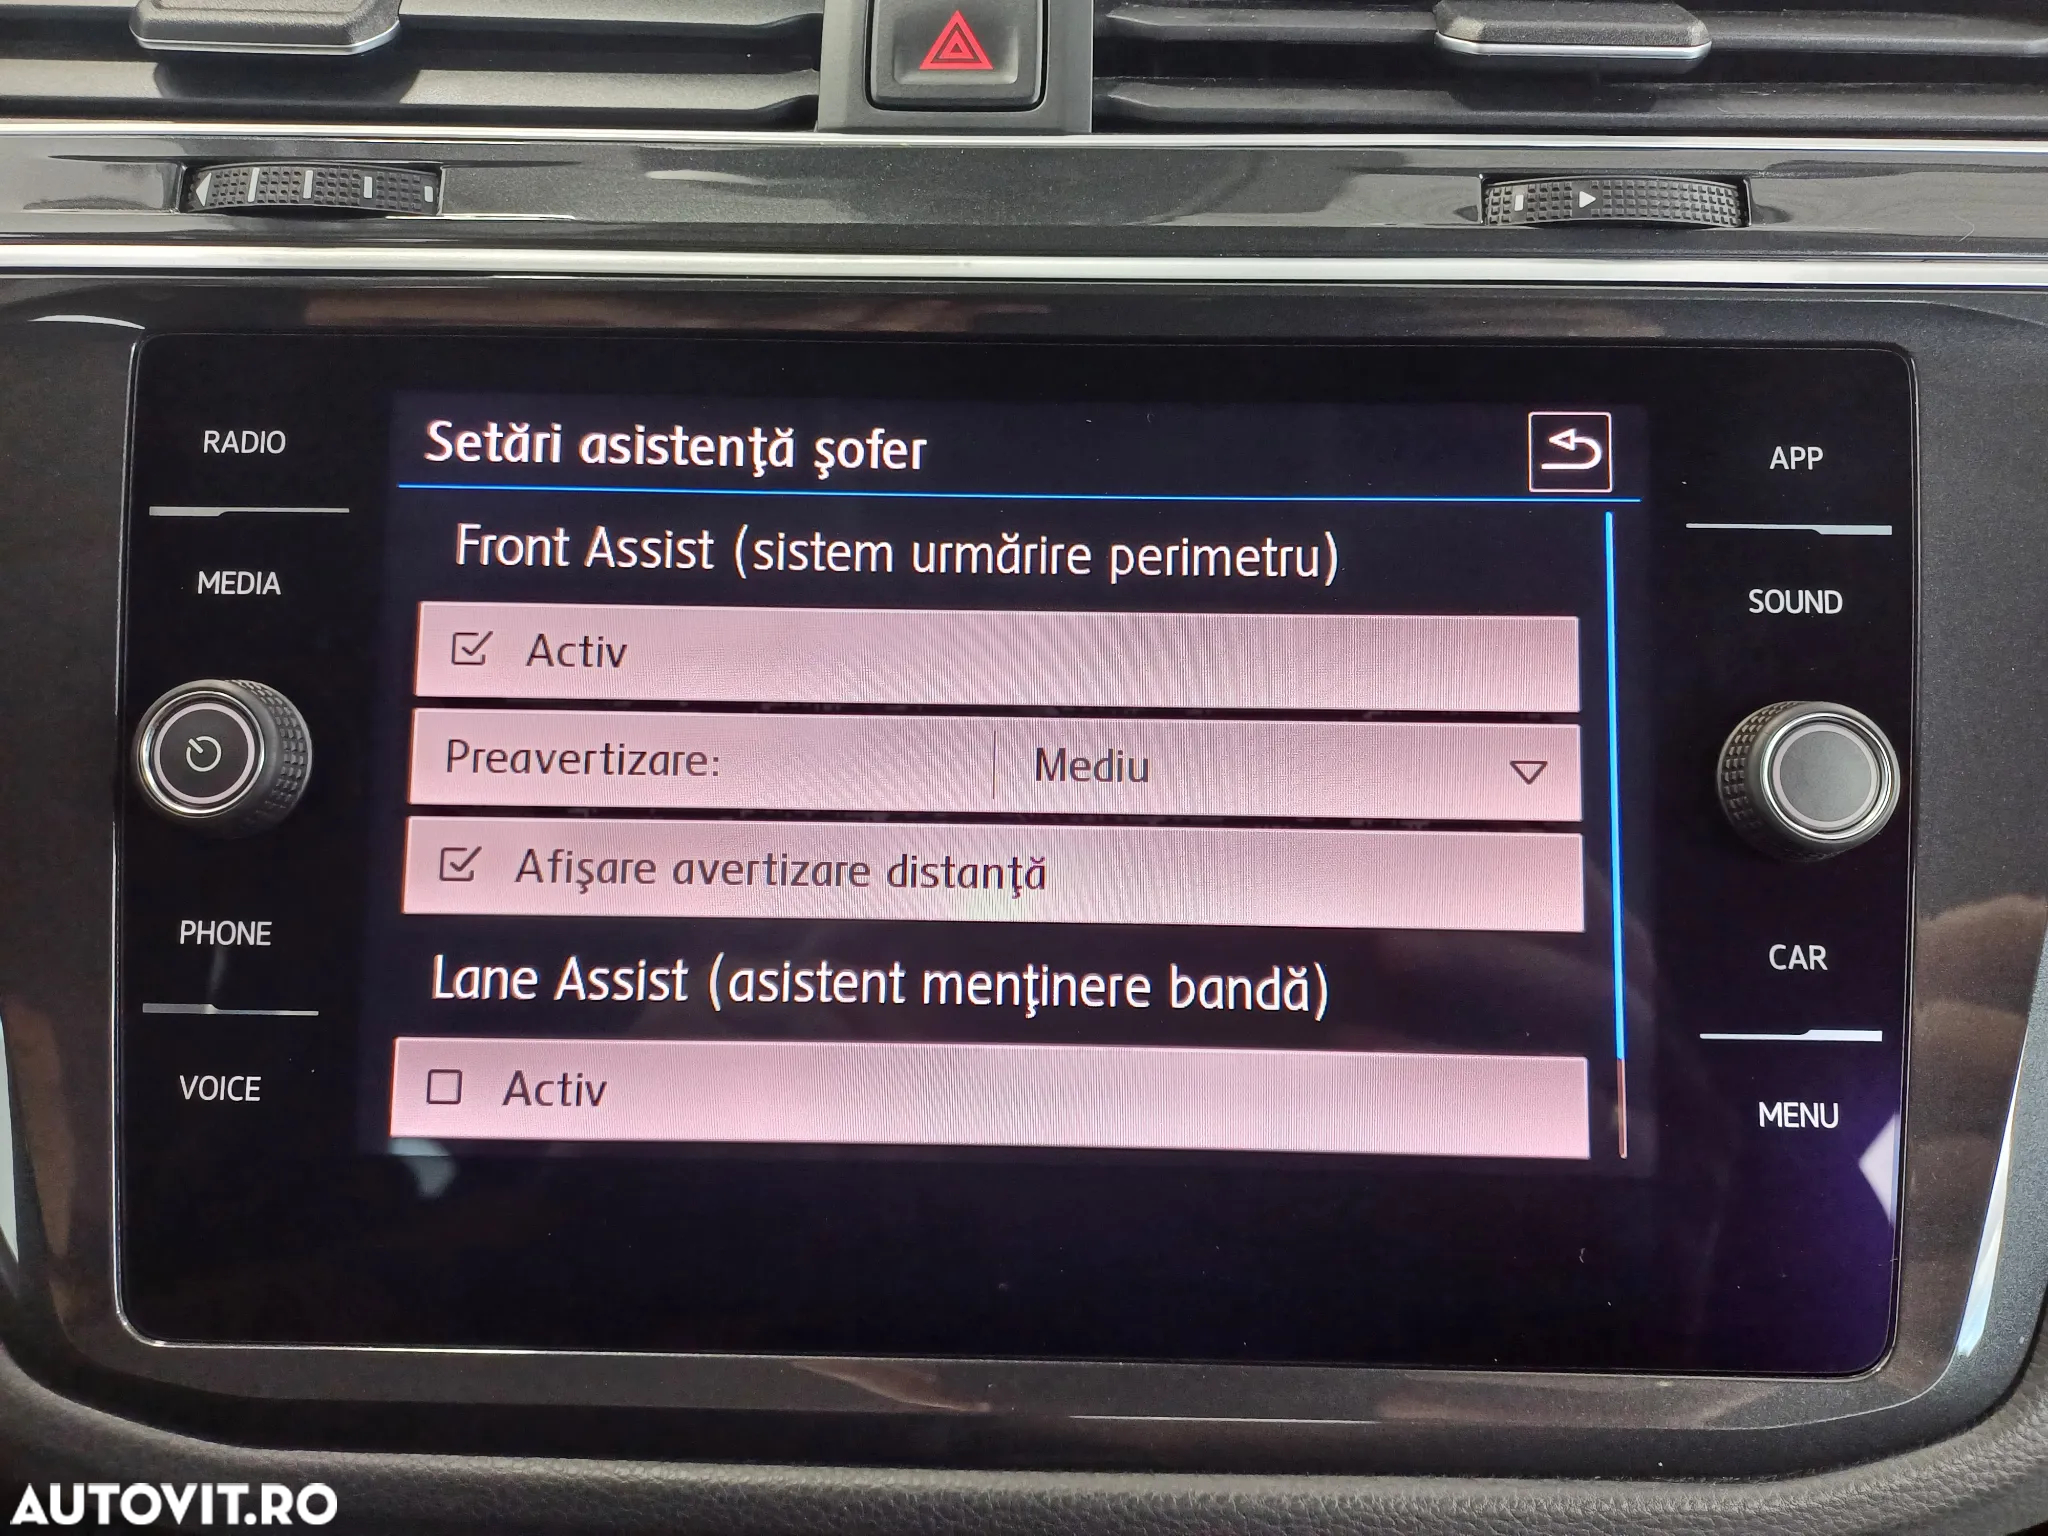 RADIO
MEDIA
PHONE
VOICE
Setări asistenţă şofer
Front Assist (sistem urmărire perimetru)
Activ
Preavertizare: Mediu
Afişare avertizare distanţă
Lane Assist (asistent menţinere bandă)
Activ
APP
SOUND
CAR
MENU
AUTOVIT.RO